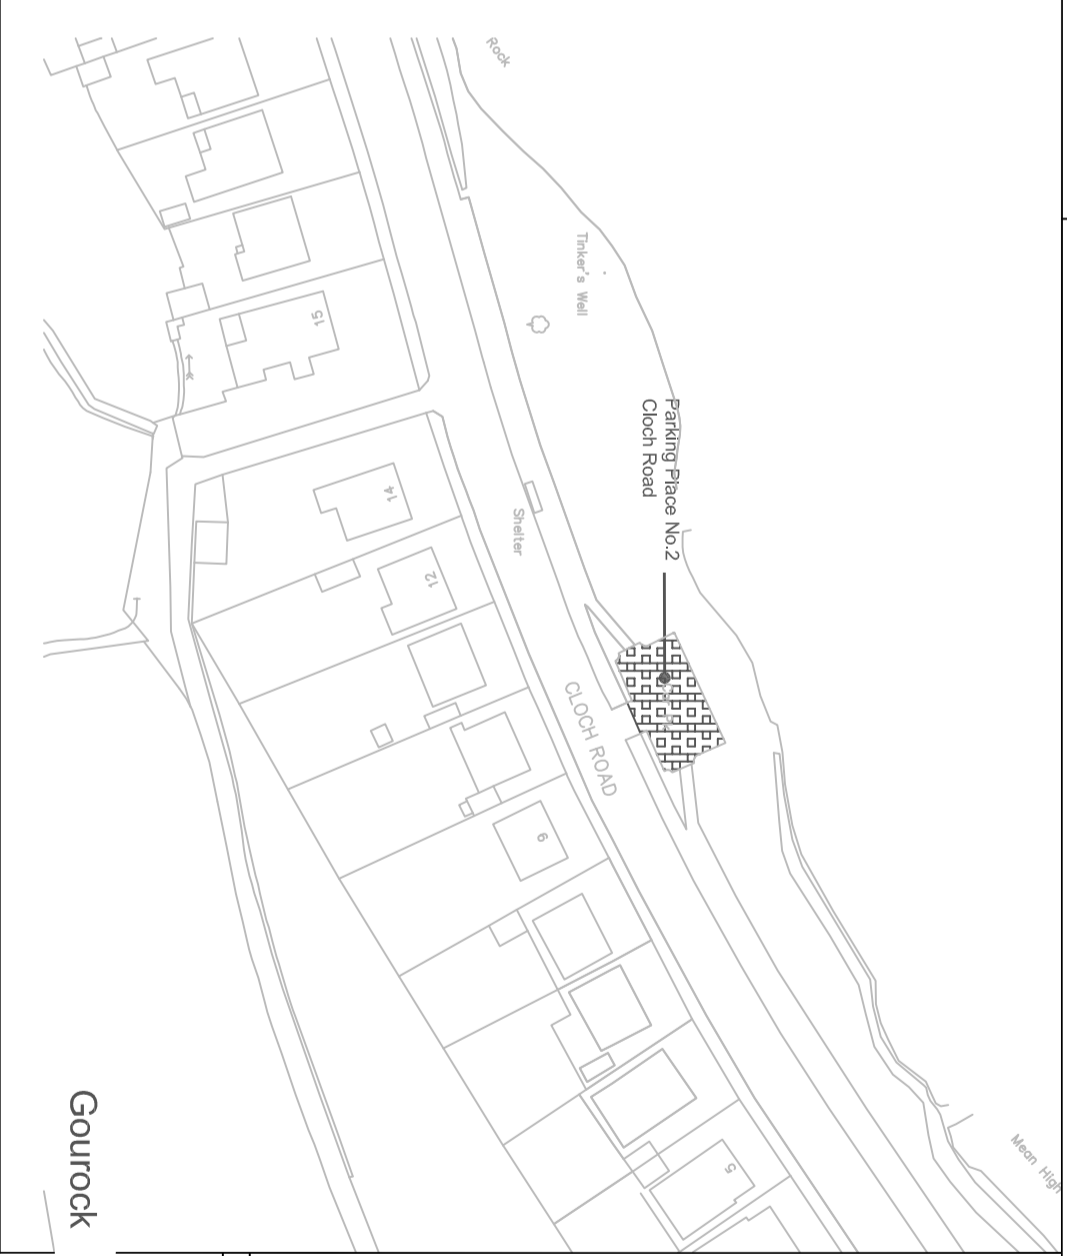 Rock
Tinker's Well
15
Parking Place No.2
Cloch Road
14
Shelter
12
CLOCH ROAD
9
5
Mean High
Gourock